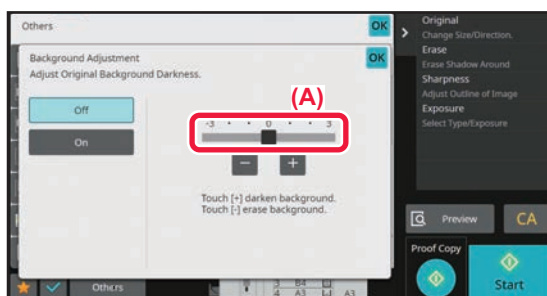 Others
OK
Background Adjustment
OK
Adjust Original Background Darkness.
Off
On
(A)
-3 • • 0 • • 3
-
+
Touch [+] darken background.
Touch [-] erase background.
Original
Change Size/Direction.
Erase
Erase Shadow Around
Sharpness
Adjust Outline of Image
Exposure
Select Type/Exposure
Preview
CA
Proof Copy
Start
Others
3 B4
4 A3 A3